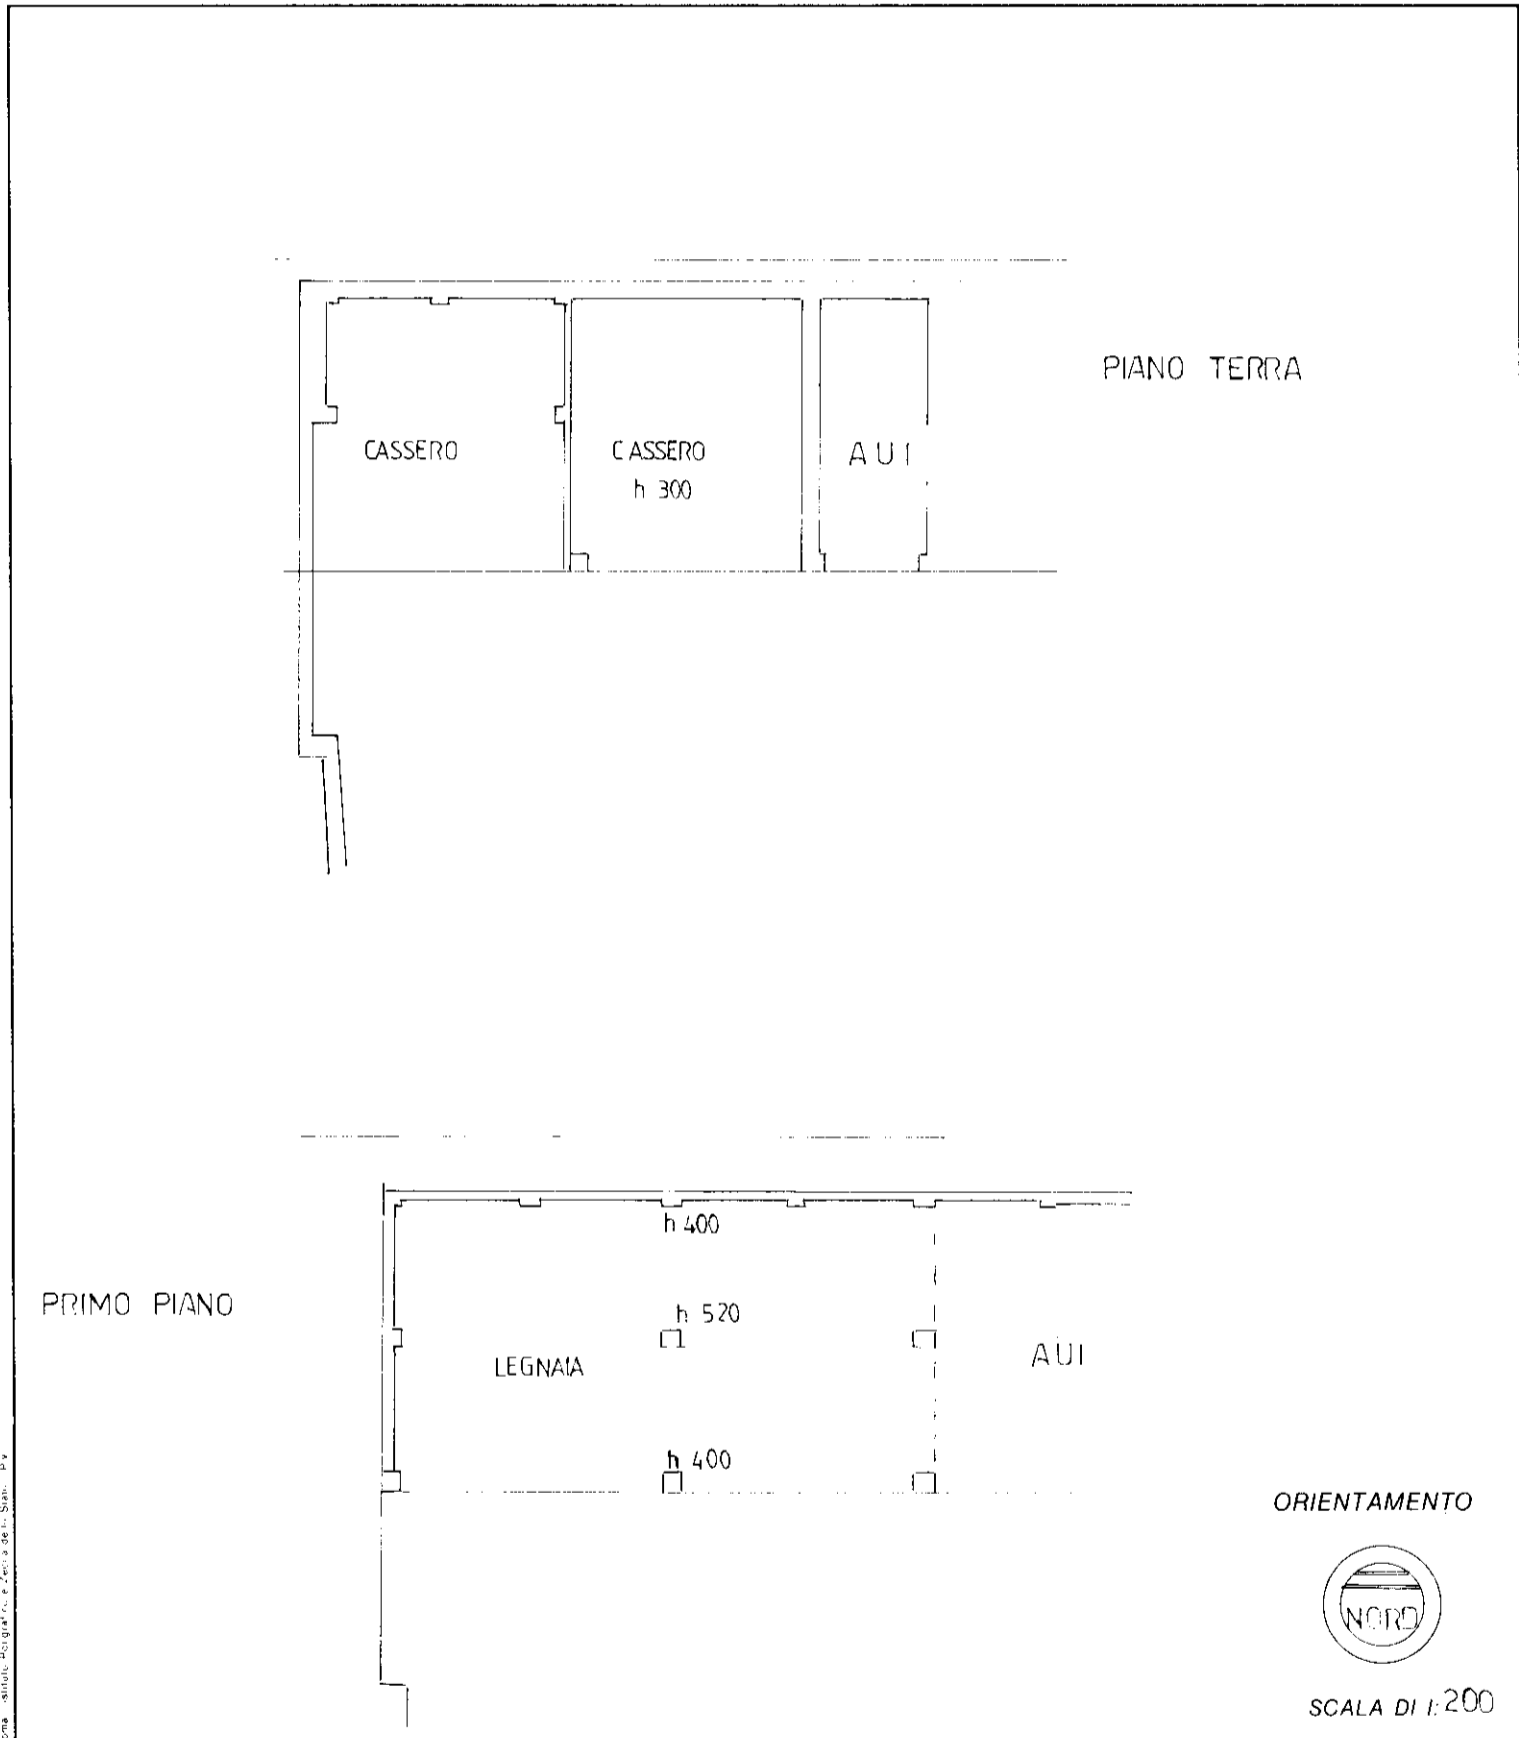 PIANO TERRA
CASSERO
CASSERO
h 300
AUI
PRIMO PIANO
h 400
h 520
LEGNAIA
AUI
h 400
ORIENTAMENTO
NORD
SCALA DI 1:200